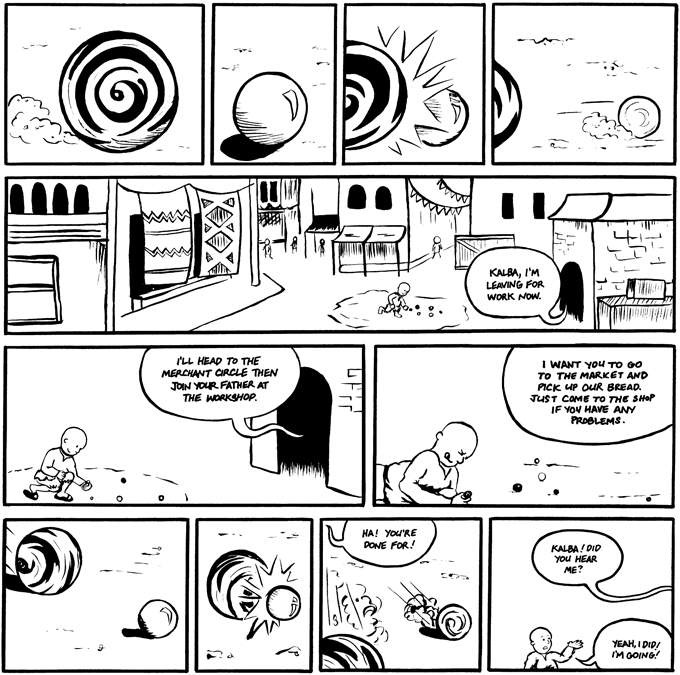 KALBA, I'M
LEAVING FOR
WORK NOW.
I'LL HEAD TO THE
MERCHANT CIRCLE THEN
JOIN YOUR FATHER AT
THE WORKSHOP.
I WANT YOU TO GO
TO THE MARKET AND
PICK UP OUR BREAD.
JUST COME TO THE SHOP
IF YOU HAVE ANY
PROBLEMS.
HA! YOU'RE
DONE FOR!
KALBA! DID
YOU HEAR
ME?
YEAH, I DID!
I'M GOING!